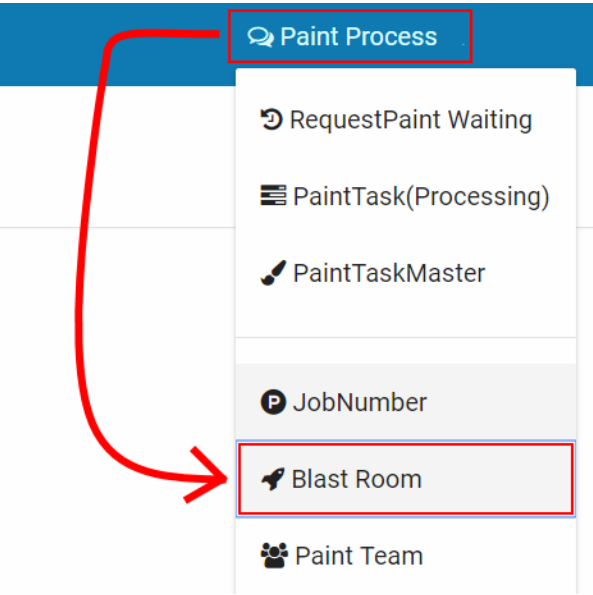 Paint Process
RequestPaint Waiting
PaintTask(Processing)
PaintTaskMaster
JobNumber
Blast Room
Paint Team